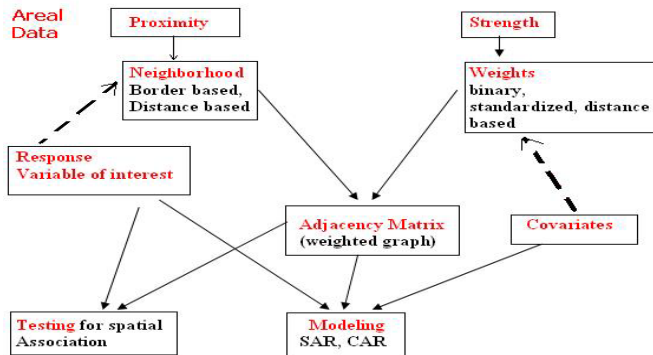 Areal
Data
Proximity
Strength
Neighborhood
Border based,
Distance based
Weights
binary,
standardized, distance
based
Response
Variable of interest
Adjacency Matrix
(weighted graph)
Covariates
Testing for spatial
Association
Modeling
SAR, CAR